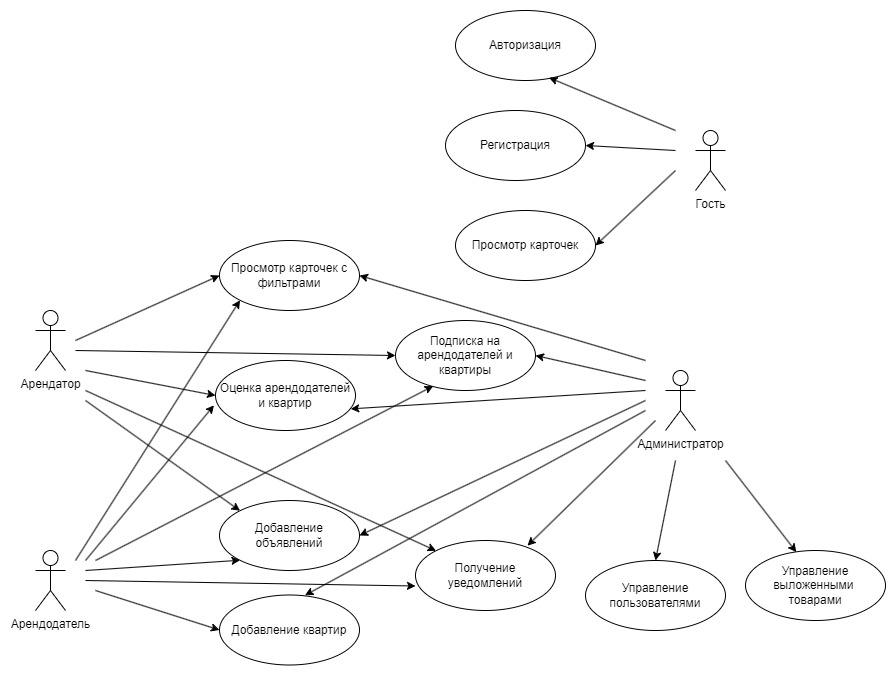 Авторизация
Регистрация
Гость
Просмотр карточек
Просмотр карточек с
фильтрами
Подписка на
арендодателей и
квартиры
Арендатор
Оценка арендодателей
и квартир
Администратор
Добавление
объявлений
Получение
уведомлений
Управление
пользователями
Управление
выложенными
товарами
Арендодатель
Добавление квартир